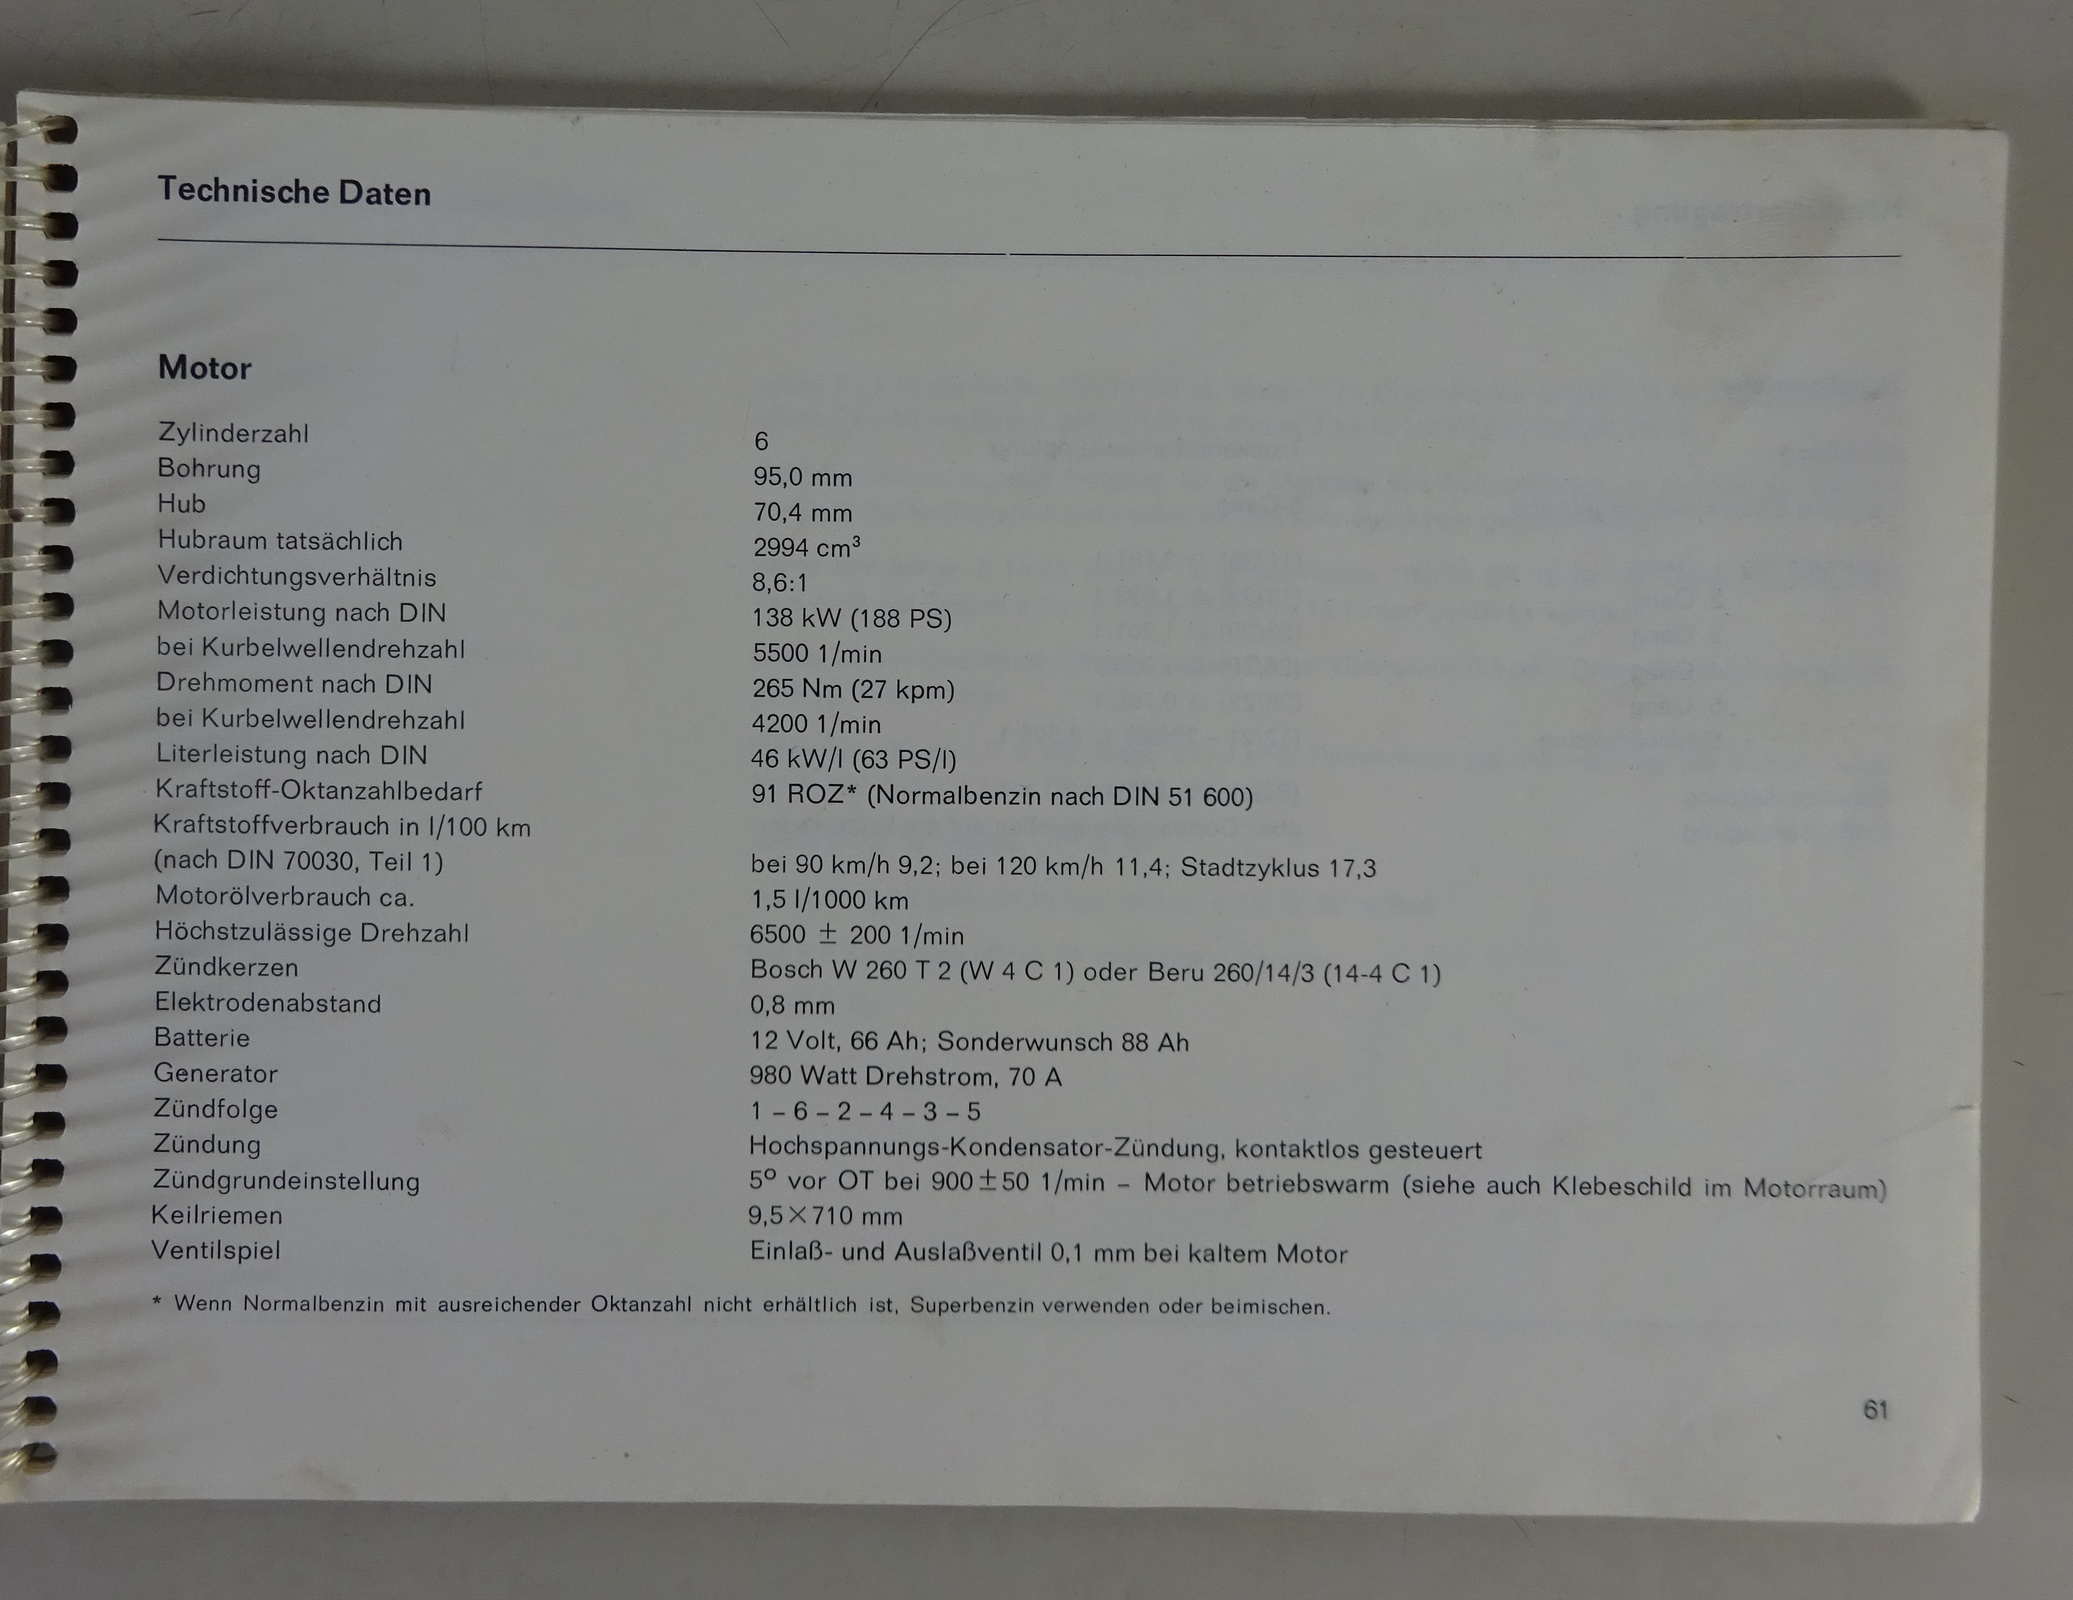 Technische Daten
Motor
Zylinderzahl 6
Bohrung 95,0 mm
Hub 70,4 mm
Hubraum tatsächlich 2994 cm³
Verdichtungsverhältnis 8,6:1
Motorleistung nach DIN 138 kW (188 PS)
bei Kurbelwellendrehzahl 5500 1/min
Drehmoment nach DIN 265 Nm (27 kpm)
bei Kurbelwellendrehzahl 4200 1/min
Literleistung nach DIN 46 kW/l (63 PS/l)
Kraftstoff-Oktanzahlbedarf 91 ROZ* (Normalbenzin nach DIN 51 600)
Kraftstoffverbrauch in l/100 km
(nach DIN 70030, Teil 1) bei 90 km/h 9,2; bei 120 km/h 11,4; Stadtzyklus 17,3
Motorölverbrauch ca. 1,5 l/1000 km
Höchstzulässige Drehzahl 6500 ± 200 1/min
Zündkerzen Bosch W 260 T 2 (W 4 C 1) oder Beru 260/14/3 (14-4 C 1)
Elektrodenabstand 0,8 mm
Batterie 12 Volt, 66 Ah; Sonderwunsch 88 Ah
Generator 980 Watt Drehstrom, 70 A
Zündfolge 1 – 6 – 2 – 4 – 3 – 5
Zündung Hochspannungs-Kondensator-Zündung, kontaktlos gesteuert
Zündgrundeinstellung 5° vor OT bei 900 ± 50 1/min – Motor betriebswarm (siehe auch Klebeschild im Motorraum)
Keilriemen 9,5 × 710 mm
Ventilspiel Einlaß- und Auslaßventil 0,1 mm bei kaltem Motor
* Wenn Normalbenzin mit ausreichender Oktanzahl nicht erhältlich ist, Superbenzin verwenden oder beimischen.
61